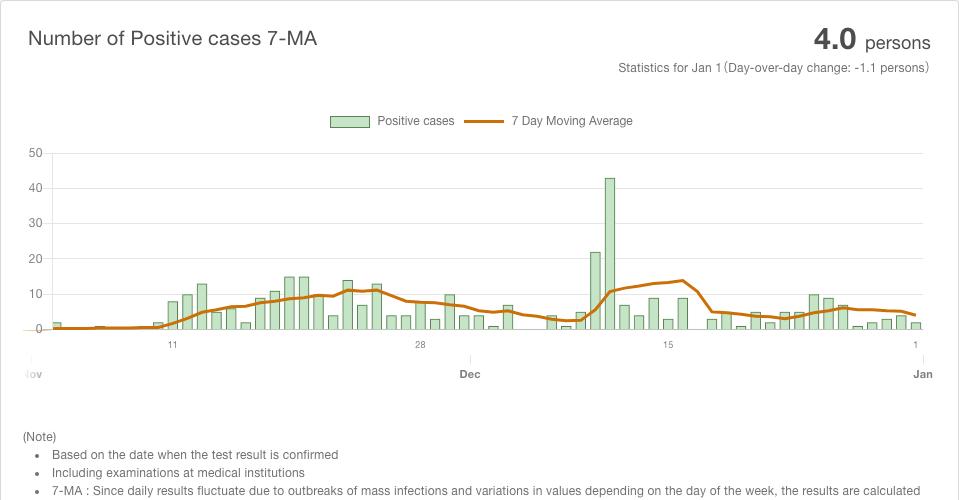 Number of Positive cases 7-MA
4.0 persons
Statistics for Jan 1 (Day-over-day change: -1.1 persons)
Positive cases
7 Day Moving Average
50
40
30
20
10
0
11
28
15
1
Dec
Jan
(Note)
• Based on the date when the test result is confirmed
• Including examinations at medical institutions
• 7-MA : Since daily results fluctuate due to outbreaks of mass infections and variations in values depending on the day of the week, the results are calculated